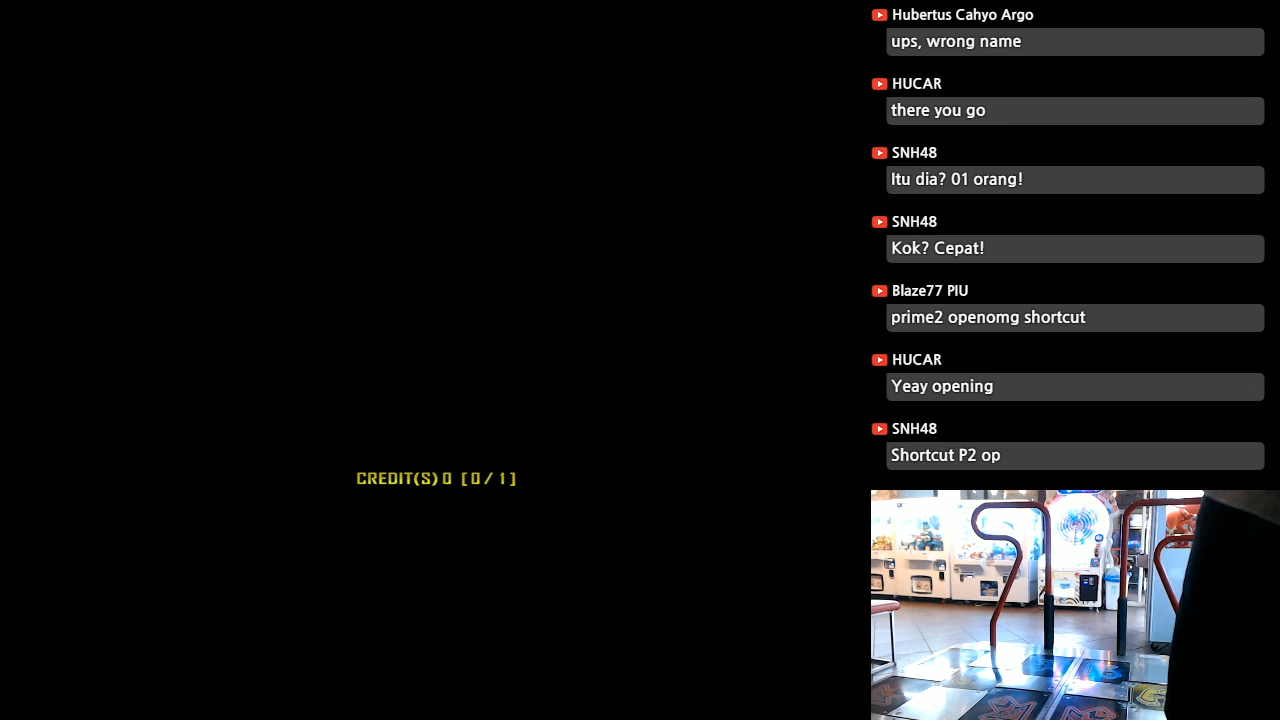 Hubertus Cahyo Argo
ups, wrong name
HUCAR
there you go
SNH48
Itu dia? 01 orang!
SNH48
Kok? Cepat!
Blaze77 PIU
prime2 openomg shortcut
HUCAR
Yeay opening
SNH48
Shortcut P2 op
CREDIT(S) 0 [ 0 / 1 ]